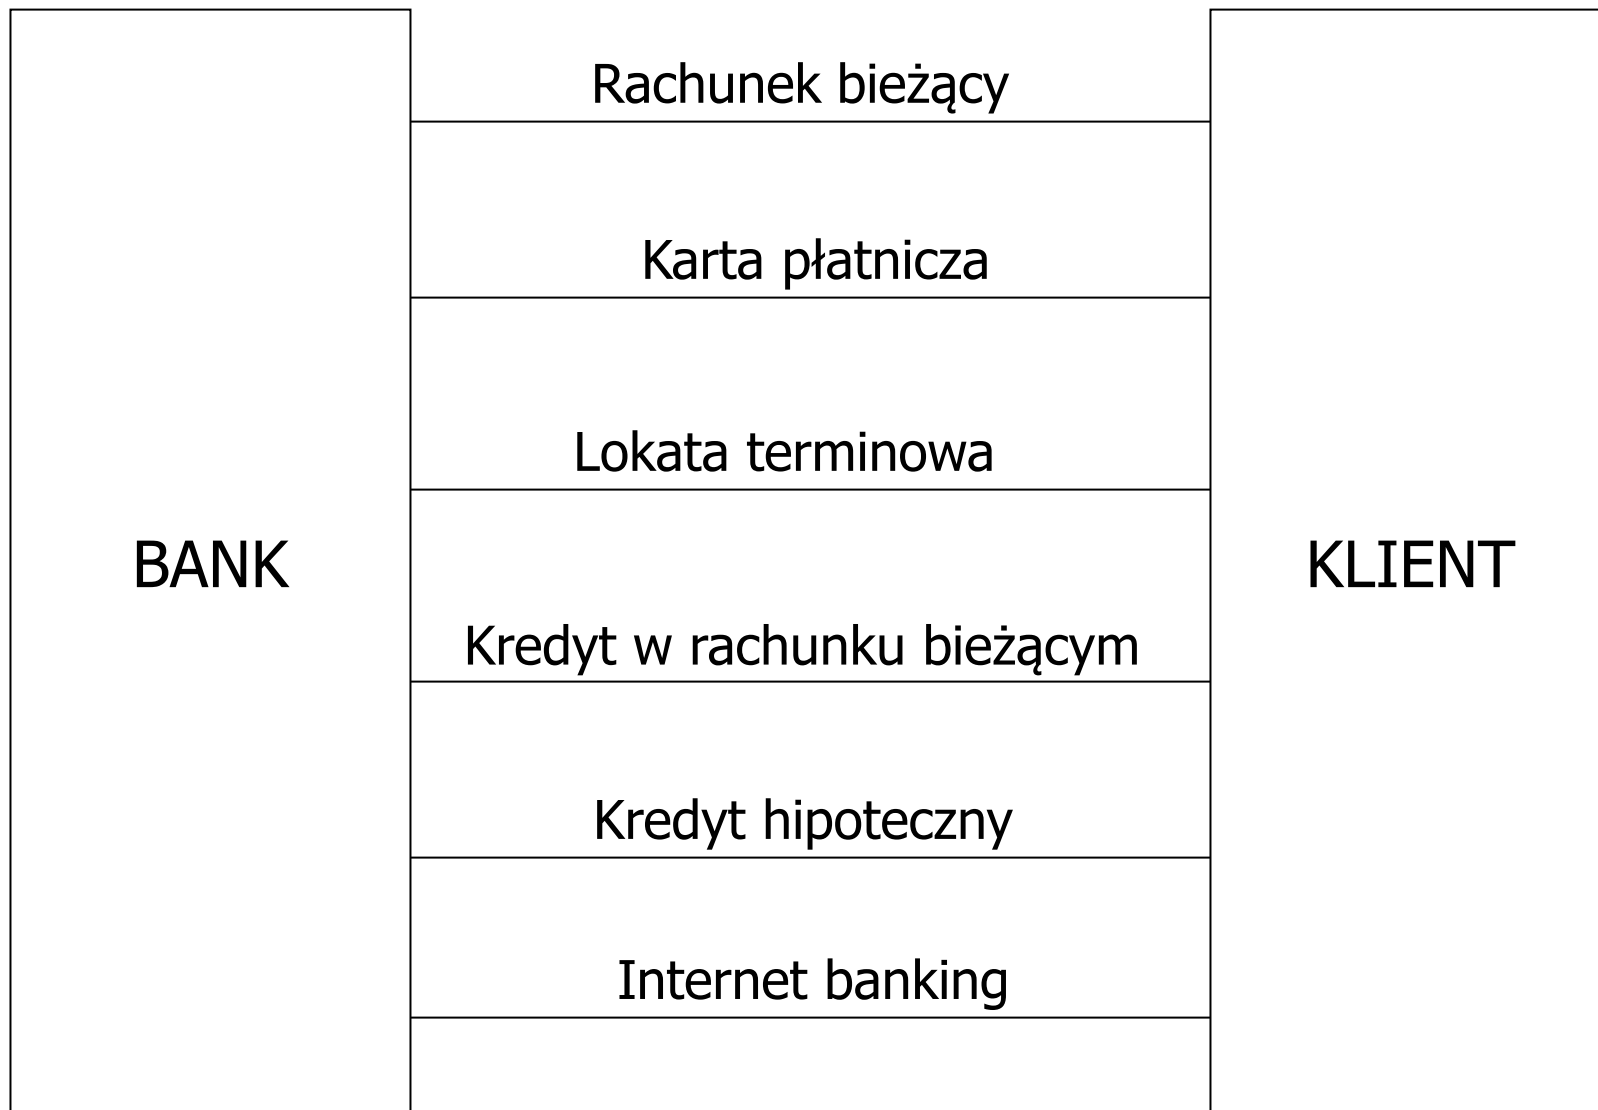 Rachunek bieżący
Karta płatnicza
Lokata terminowa
BANK
KLIENT
Kredyt w rachunku bieżącym
Kredyt hipoteczny
Internet banking